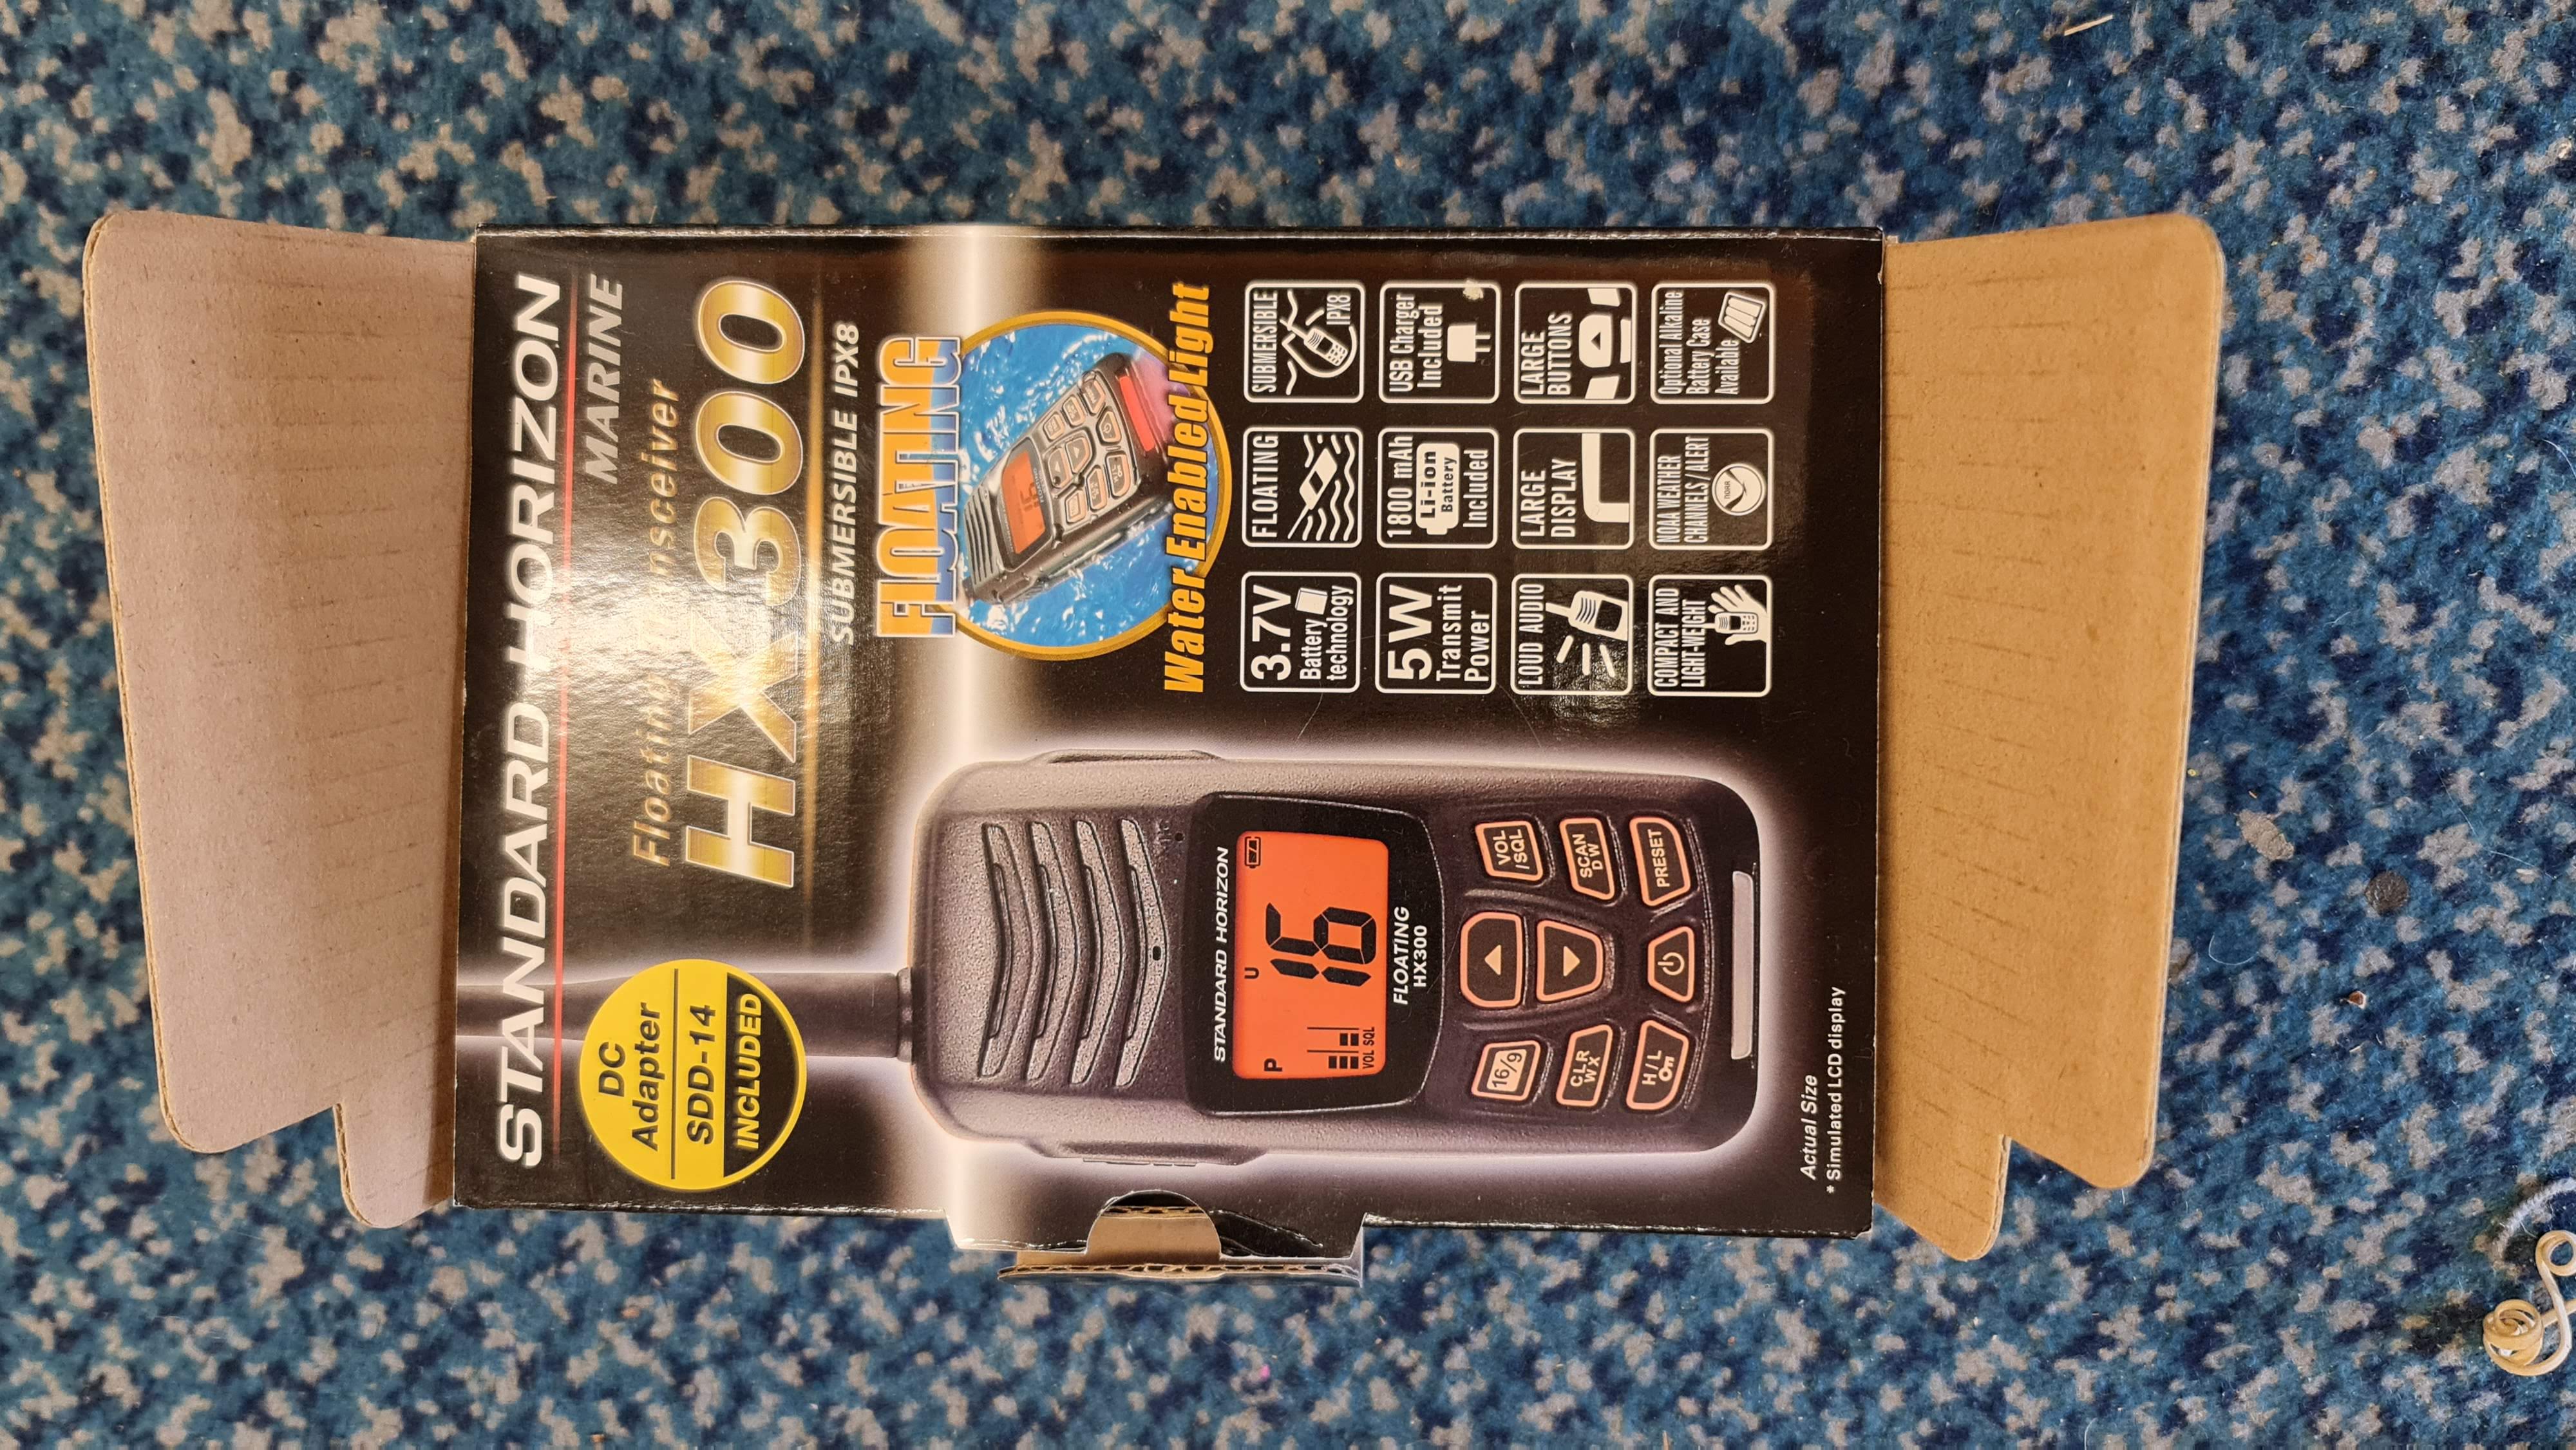 STANDARD HORIZON
MARINE
Floating Transceiver
HX300
SUBMERSIBLE IPX8
DC
Adapter
SDD-14
INCLUDED
FLOATING
Water Enabled Light
3.7V
Battery
technology
FLOATING
SUBMERSIBLE
IPX8
5W
Transmit
Power
1800 mAh
Li-ion
Battery
Included
USB Charger
Included
LOUD AUDIO
LARGE
DISPLAY
LARGE
BUTTONS
COMPACT AND
LIGHT-WEIGHT
NOAA WEATHER
CHANNELS / ALERT
NOAA
Optional Alkaline
Battery Case
Available
STANDARD HORIZON
P U
16
VOL SQL
FLOATING
HX300
16/9
VOL
/SQL
CLR
WX
SCAN
DW
H/L
PRESET
Actual Size
* Simulated LCD display